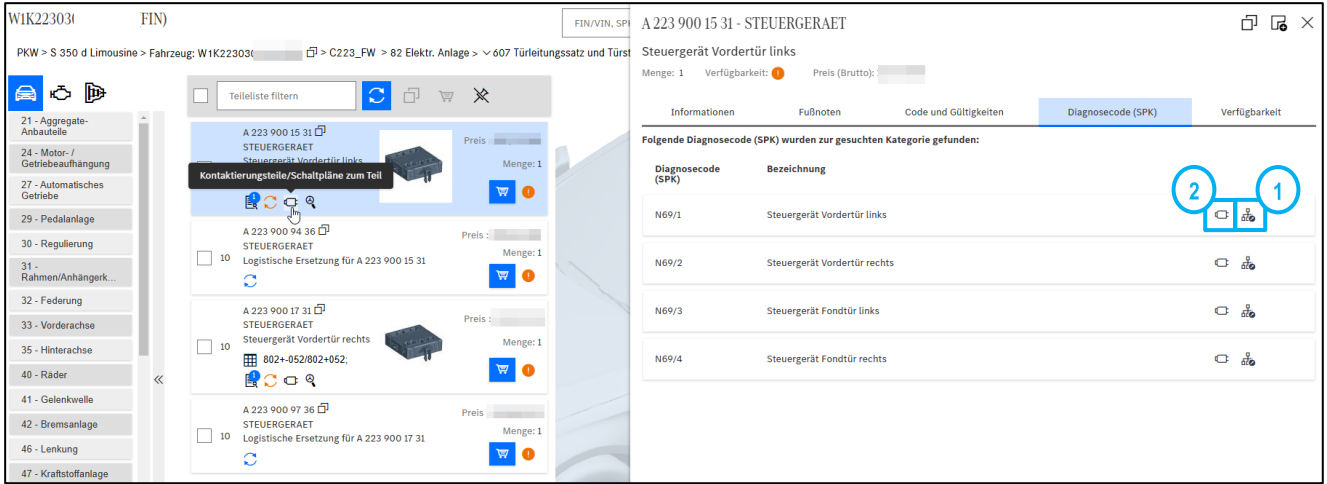 W1K22303( FIN)
FIN/VIN, SP
PKW > S 350 d Limousine > Fahrzeug: W1K22303( > C223_FW > 82 Elektr. Anlage > 607 Türleitungssatz und Türst
21 - Aggregate-
Anbauteile
24 - Motor- /
Getriebeaufhängung
27 - Automatisches
Getriebe
29 - Pedalanlage
30 - Regulierung
31 -
Rahmen/Anhängerk...
32 - Federung
33 - Vorderachse
35 - Hinterachse
40 - Räder
41 - Gelenkwelle
42 - Bremsanlage
46 - Lenkung
47 - Kraftstoffanlage
Teileliste filtern
A 223 900 15 31
STEUERGERAET
Steuergerät Vordertür links
Preis
Menge: 1
Kontaktierungsteile/Schaltpläne zum Teil
1
A 223 900 94 36
STEUERGERAET
10 Logistische Ersetzung für A 223 900 15 31
Preis :
Menge: 1
A 223 900 17 31
STEUERGERAET
Steuergerät Vordertür rechts
10
802+-052/802+052;
Preis :
Menge: 1
1
A 223 900 97 36
STEUERGERAET
10 Logistische Ersetzung für A 223 900 17 31
Preis
Menge: 1
A 223 900 15 31 - STEUERGERAET
Steuergerät Vordertür links
Menge: 1 Verfügbarkeit: Preis (Brutto):
Informationen Fußnoten Code und Gültigkeiten Diagnosecode (SPK) Verfügbarkeit
Folgende Diagnosecode (SPK) wurden zur gesuchten Kategorie gefunden:
Diagnosecode
(SPK)
Bezeichnung
2 1
N69/1 Steuergerät Vordertür links
N69/2 Steuergerät Vordertür rechts
N69/3 Steuergerät Fondtür links
N69/4 Steuergerät Fondtür rechts